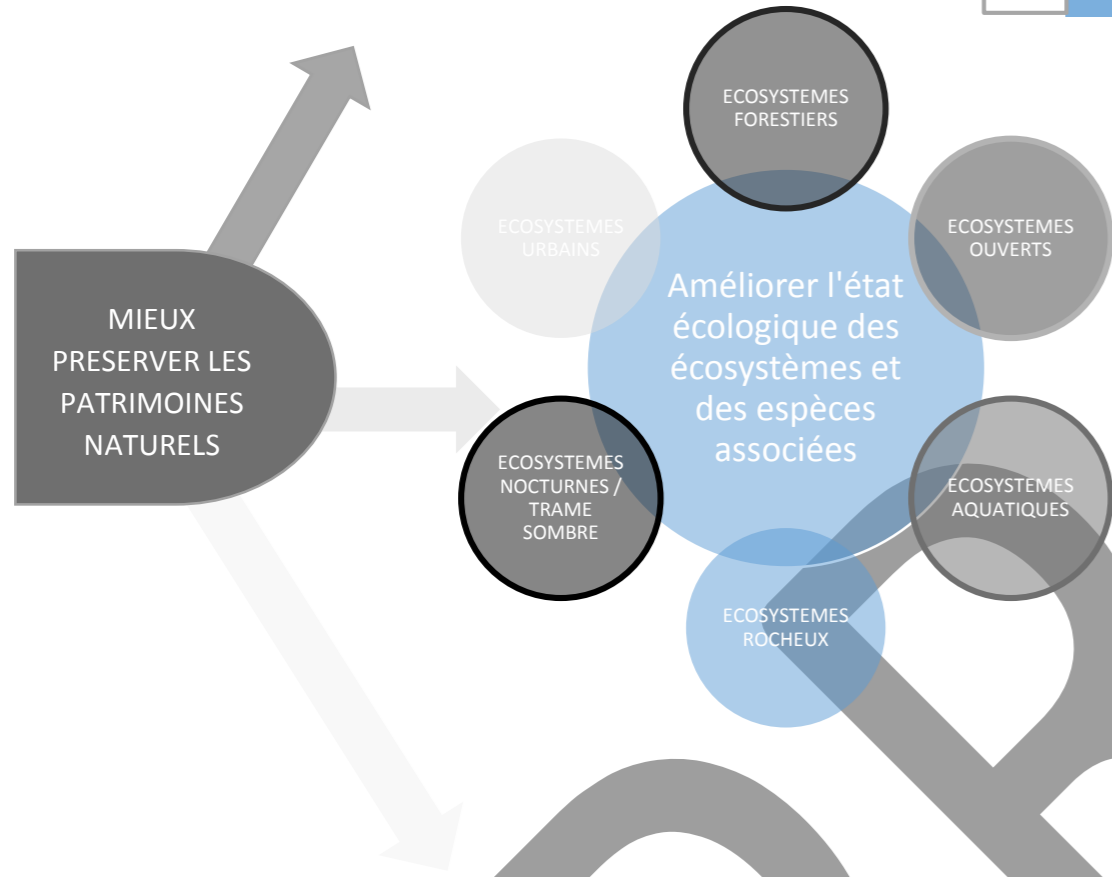 MIEUX
PRESERVER LES
PATRIMOINES
NATURELS
ECOSYSTEMES
FORESTIERS
ECOSYSTEMES
OUVERTS
ECOSYSTEMES
AQUATIQUES
ECOSYSTEMES
ROCHEUX
ECOSYSTEMES
NOCTURNES /
TRAME
SOMBRE
ECOSYSTEMES
URBAINS
Améliorer l'état
écologique des
écosystèmes et
des espèces
associées